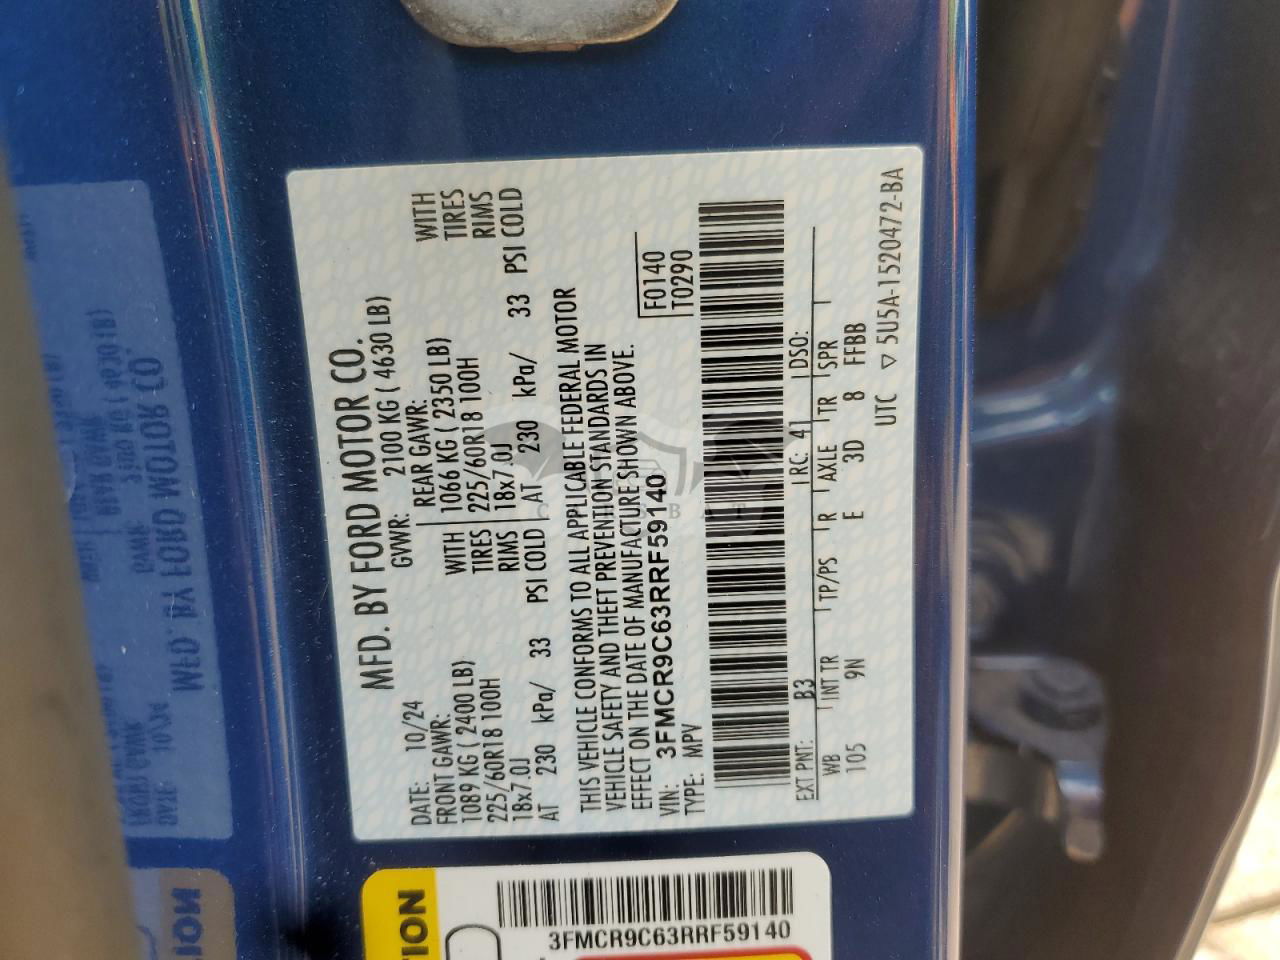 MFD. BY FORD MOTOR CO.
DATE: 10/24 GVWR: 2100 KG ( 4630 LB)
FRONT GAWR: REAR GAWR:
1089 KG ( 2400 LB) WITH 1066 KG ( 2350 LB) WITH
225/60R18 100H TIRES 225/60R18 100H TIRES
18x7.0J RIMS 18x7.0J RIMS
AT 230 kPa/ 33 PSI COLD AT 230 kPa/ 33 PSI COLD
THIS VEHICLE CONFORMS TO ALL APPLICABLE FEDERAL MOTOR
VEHICLE SAFETY AND THEFT PREVENTION STANDARDS IN
EFFECT ON THE DATE OF MANUFACTURE SHOWN ABOVE.
VIN: 3FMCR9C63RRF59140 F0140
TYPE: MPV T0290
EXT PNT: B3 RC: 41 DSO:
WB INT TR TP/PS R AXLE TR SPR
105 9N E 3D 8 FFBB
UTC ▽ 5U5A-1520472-BA
TION
3FMCR9C63RRF59140